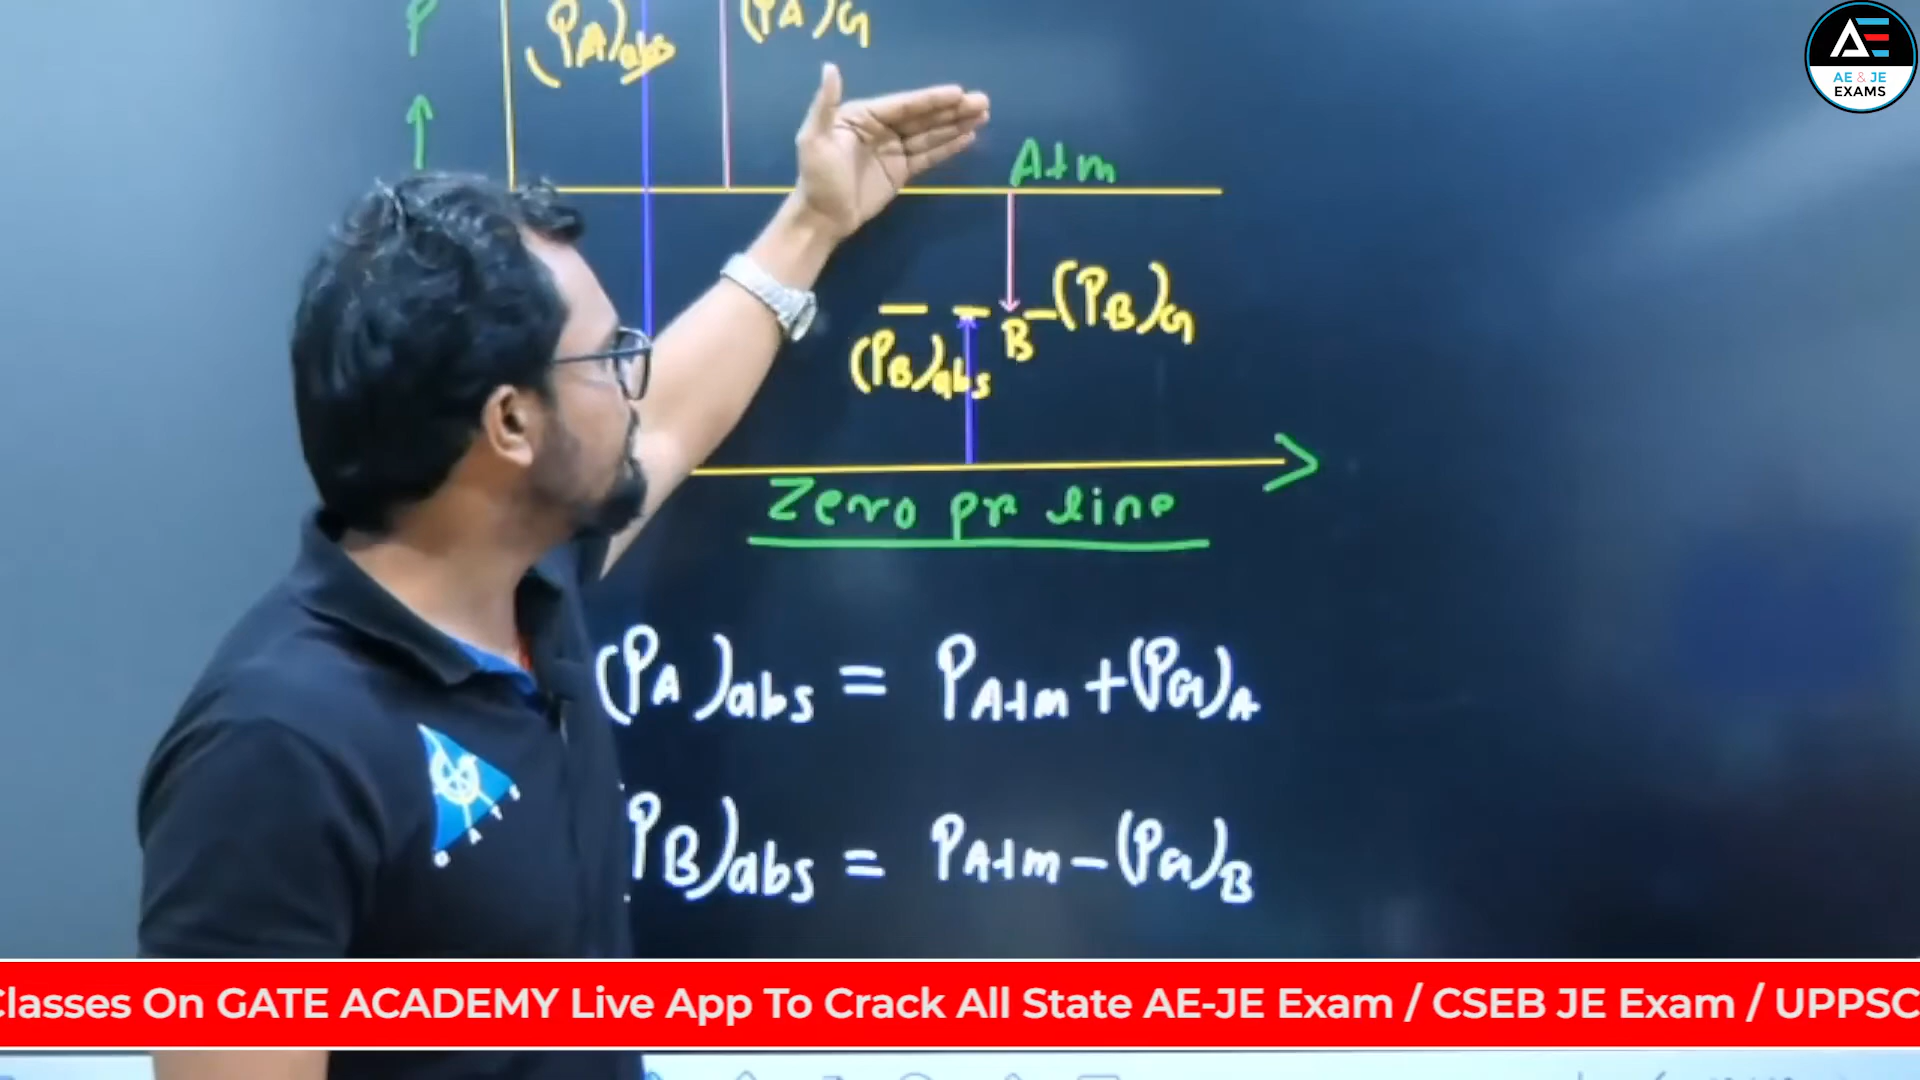 P
(PA)abs
(PA)G
AE
AE & JE
EXAMS
Atm
-(PB)G
B
(PB)abs
Zero pr line
(PA)abs = PAtm + (PG)A
PB)abs = PAtm - (PG)B
GATE
Classes On GATE ACADEMY Live App To Crack All State AE-JE Exam / CSEB JE Exam / UPPSC